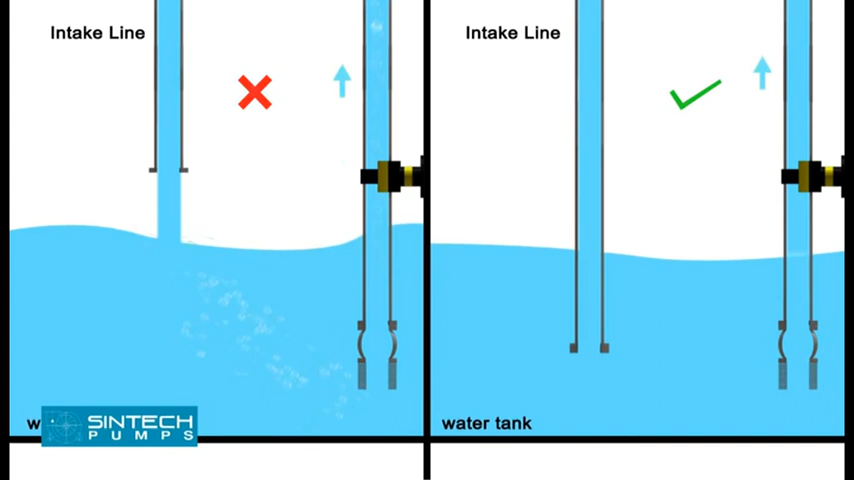 Intake Line
Intake Line
w
SINTECH
PUMPS
water tank